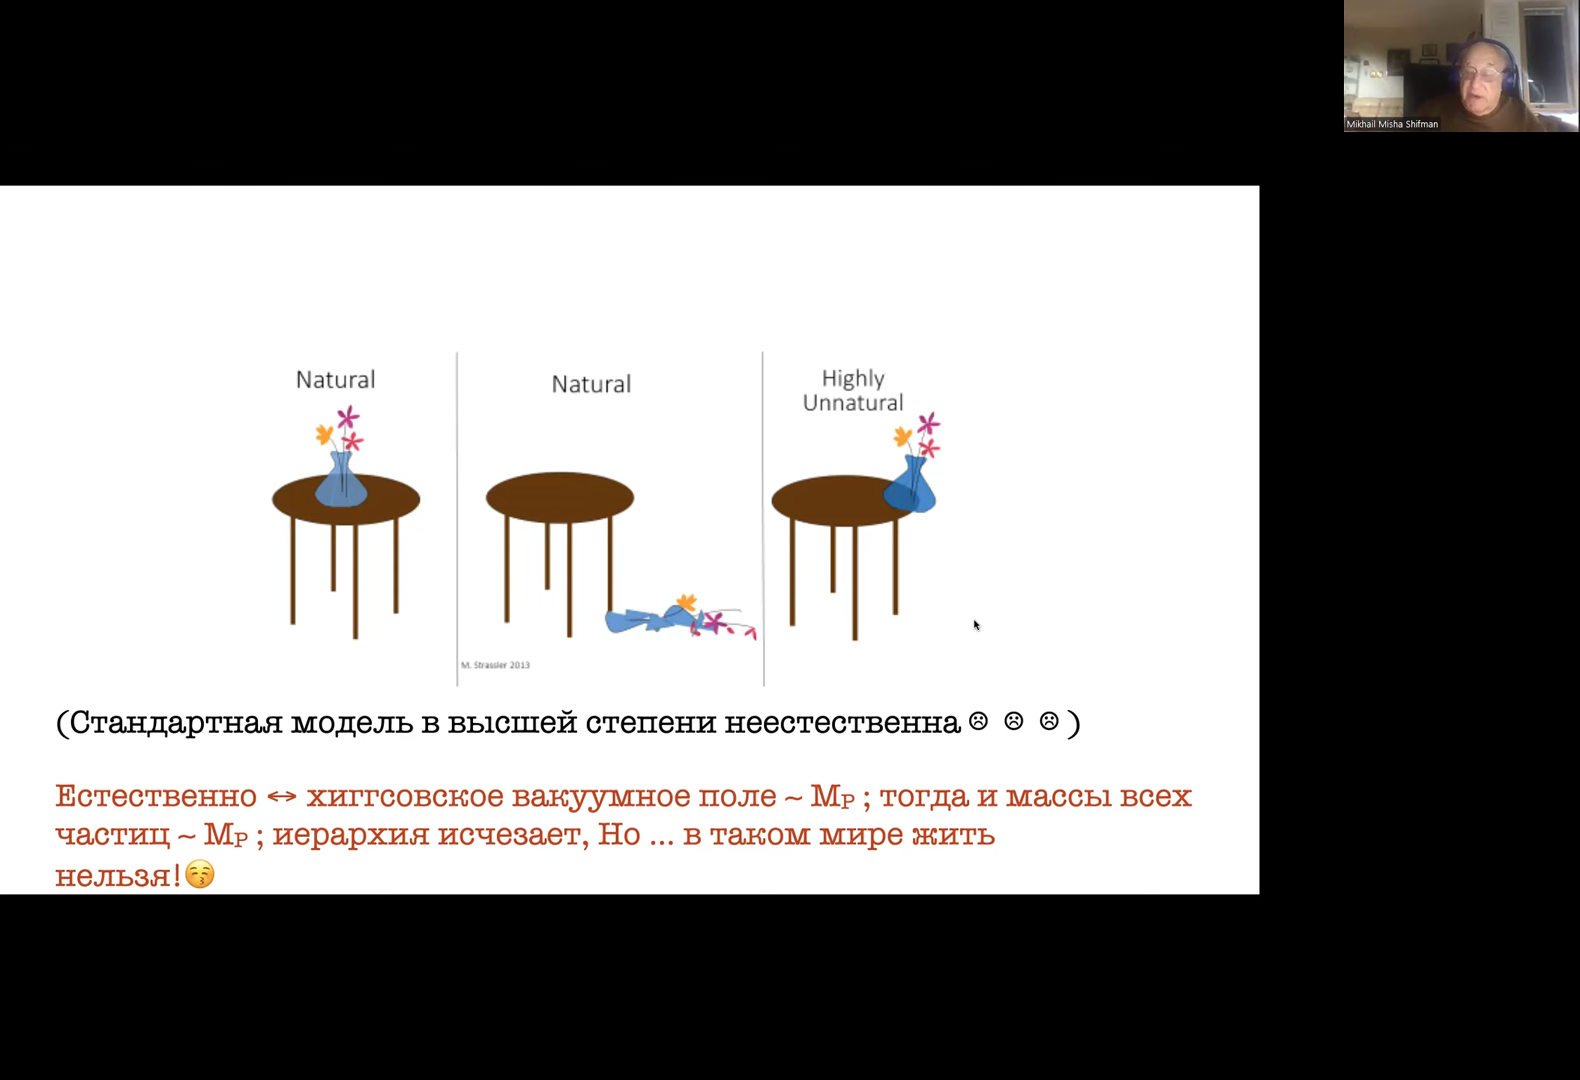 Mikhail Misha Shifman
Natural
Natural
Highly
Unnatural
M. Strassler 2013
(Стандартная модель в высшей степени неестественна☹ ☹ ☹)
Естественно ↔ хиггсовское вакуумное поле ~ Mₚ ; тогда и массы всех
частиц ~ Mₚ ; иерархия исчезает, Но ... в таком мире жить
нельзя!😚